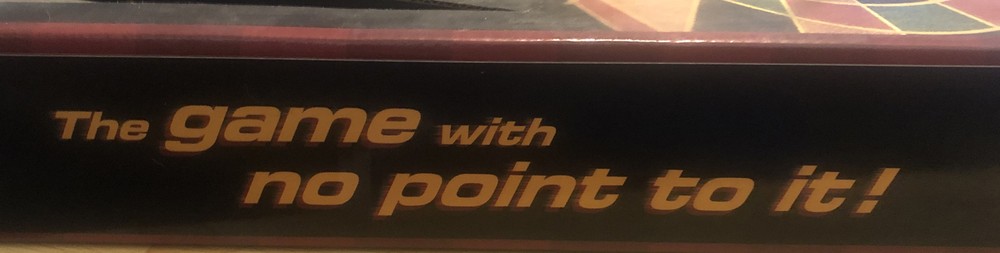 The game with
no point to it!